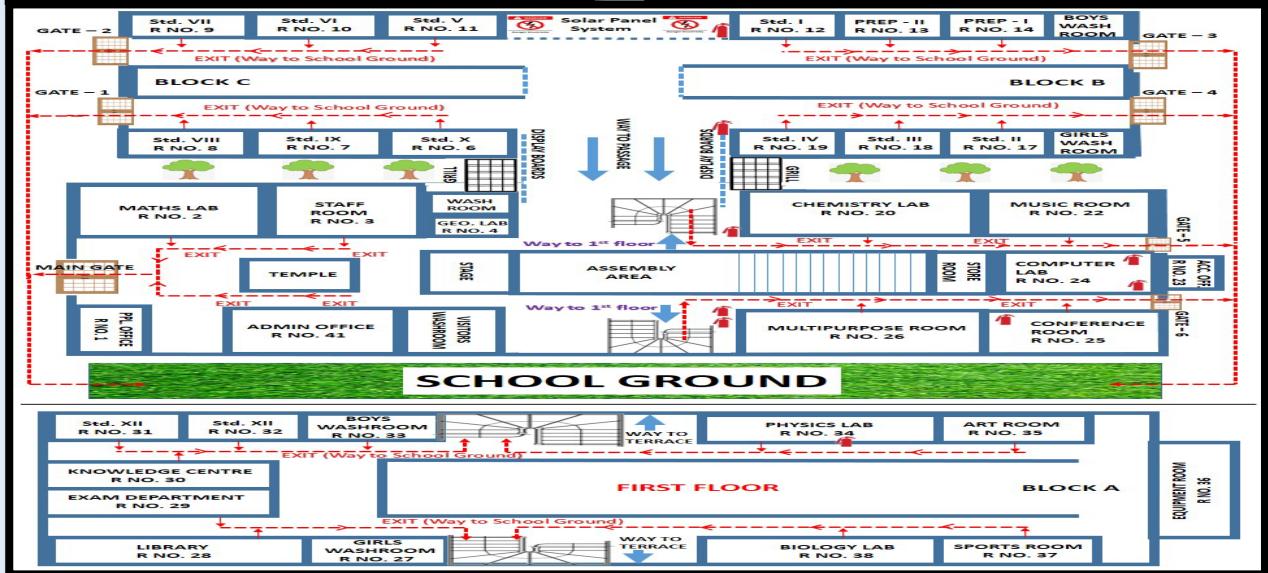 Std. VII
R NO. 9
Std. VI
R NO. 10
Std. V
R NO. 11
Solar Panel
System
Std. I
R NO. 12
PREP - II
R NO. 13
PREP - I
R NO. 14
BOYS
WASH
ROOM
GATE – 2
GATE – 3
EXIT (Way to School Ground)
EXIT (Way to School Ground)
BLOCK C
BLOCK B
GATE – 1
GATE – 4
EXIT (Way to School Ground)
EXIT (Way to School Ground)
Std. VIII
R NO. 8
Std. IX
R NO. 7
Std. X
R NO. 6
DISPLAY BOARDS
WAY TO PASSAGE
DISPLAY BOARDS
Std. IV
R NO. 19
Std. III
R NO. 18
Std. II
R NO. 17
GIRLS
WASH
ROOM
GRILL
GRILL
MATHS LAB
R NO. 2
STAFF
ROOM
R NO. 3
WASH
ROOM
GEO. LAB
R NO. 4
CHEMISTRY LAB
R NO. 20
MUSIC ROOM
R NO. 22
GATE-5
Way to 1st floor
EXIT
EXIT
EXIT
EXIT
MAIN GATE
TEMPLE
STAGE
ASSEMBLY
AREA
STORE
ROOM
COMPUTER
LAB
R NO. 24
ACC. OFF
R NO. 23
EXIT
EXIT
Way to 1st floor
EXIT
EXIT
GATE-6
PPL. OFFICE
R NO.1
ADMIN OFFICE
R NO. 41
VISITORS
WASHROOM
MULTIPURPOSE ROOM
R NO. 26
CONFERENCE
ROOM
R NO. 25
SCHOOL GROUND
Std. XII
R NO. 31
Std. XII
R NO. 32
BOYS
WASHROOM
R NO. 33
WAY TO
TERRACE
PHYSICS LAB
R NO. 34
ART ROOM
R NO. 35
EXIT (Way to School Ground)
KNOWLEDGE CENTRE
R NO. 30
EXAM DEPARTMENT
R NO. 29
FIRST FLOOR
BLOCK A
EQUIPMENT ROOM
R NO. 36
EXIT (Way to School Ground)
LIBRARY
R NO. 28
GIRLS
WASHROOM
R NO. 27
WAY TO
TERRACE
BIOLOGY LAB
R NO. 38
SPORTS ROOM
R NO. 37